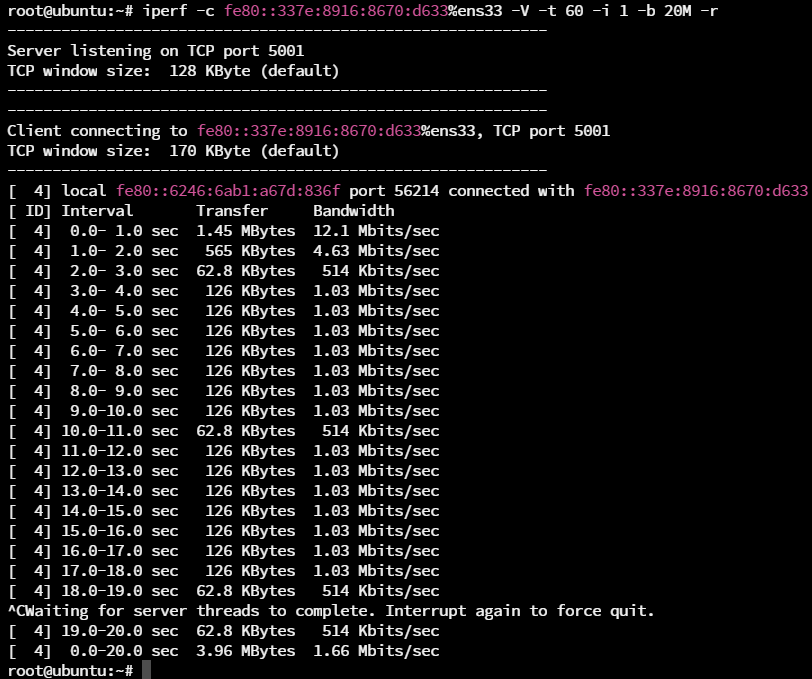 root@ubuntu:~# iperf -c fe80::337e:8916:8670:d633%ens33 -V -t 60 -i 1 -b 20M -r
------------------------------------------------------------
Server listening on TCP port 5001
TCP window size:  128 KByte (default)
------------------------------------------------------------
------------------------------------------------------------
Client connecting to fe80::337e:8916:8670:d633%ens33, TCP port 5001
TCP window size:  170 KByte (default)
------------------------------------------------------------
[  4] local fe80::6246:6ab1:a67d:836f port 56214 connected with fe80::337e:8916:8670:d633
[ ID] Interval       Transfer     Bandwidth
[  4]  0.0- 1.0 sec  1.45 MBytes  12.1 Mbits/sec
[  4]  1.0- 2.0 sec   565 KBytes  4.63 Mbits/sec
[  4]  2.0- 3.0 sec  62.8 KBytes   514 Kbits/sec
[  4]  3.0- 4.0 sec   126 KBytes  1.03 Mbits/sec
[  4]  4.0- 5.0 sec   126 KBytes  1.03 Mbits/sec
[  4]  5.0- 6.0 sec   126 KBytes  1.03 Mbits/sec
[  4]  6.0- 7.0 sec   126 KBytes  1.03 Mbits/sec
[  4]  7.0- 8.0 sec   126 KBytes  1.03 Mbits/sec
[  4]  8.0- 9.0 sec   126 KBytes  1.03 Mbits/sec
[  4]  9.0-10.0 sec   126 KBytes  1.03 Mbits/sec
[  4] 10.0-11.0 sec  62.8 KBytes   514 Kbits/sec
[  4] 11.0-12.0 sec   126 KBytes  1.03 Mbits/sec
[  4] 12.0-13.0 sec   126 KBytes  1.03 Mbits/sec
[  4] 13.0-14.0 sec   126 KBytes  1.03 Mbits/sec
[  4] 14.0-15.0 sec   126 KBytes  1.03 Mbits/sec
[  4] 15.0-16.0 sec   126 KBytes  1.03 Mbits/sec
[  4] 16.0-17.0 sec   126 KBytes  1.03 Mbits/sec
[  4] 17.0-18.0 sec   126 KBytes  1.03 Mbits/sec
[  4] 18.0-19.0 sec  62.8 KBytes   514 Kbits/sec
^CWaiting for server threads to complete. Interrupt again to force quit.
[  4] 19.0-20.0 sec  62.8 KBytes   514 Kbits/sec
[  4]  0.0-20.0 sec  3.96 MBytes  1.66 Mbits/sec
root@ubuntu:~#